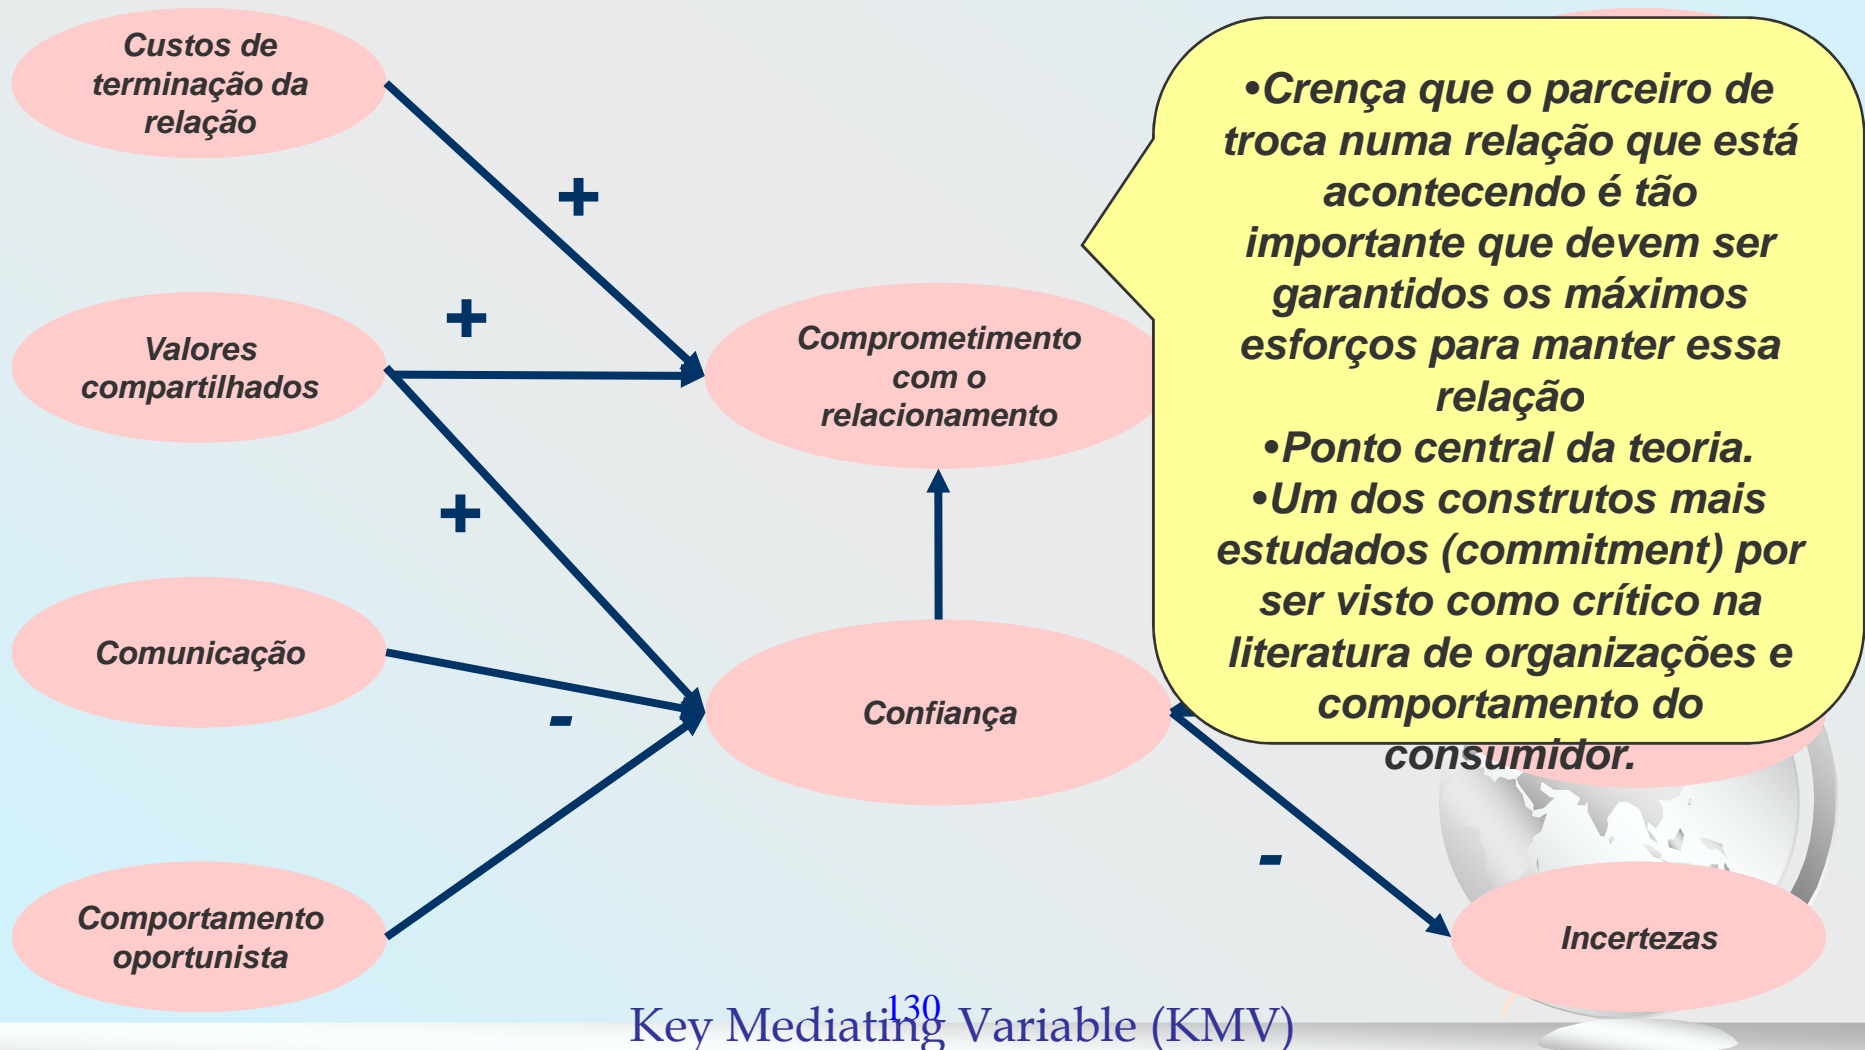 Custos de
terminação da
relação
+
+
Valores
compartilhados
+
Comprometimento
com o
relacionamento
•Crença que o parceiro de
troca numa relação que está
acontecendo é tão
importante que devem ser
garantidos os máximos
esforços para manter essa
relação
•Ponto central da teoria.
•Um dos construtos mais
estudados (commitment) por
ser visto como crítico na
literatura de organizações e
comportamento do
consumidor.
Comunicação
-
Confiança
-
Comportamento
oportunista
Incertezas
130
Key Mediating Variable (KMV)